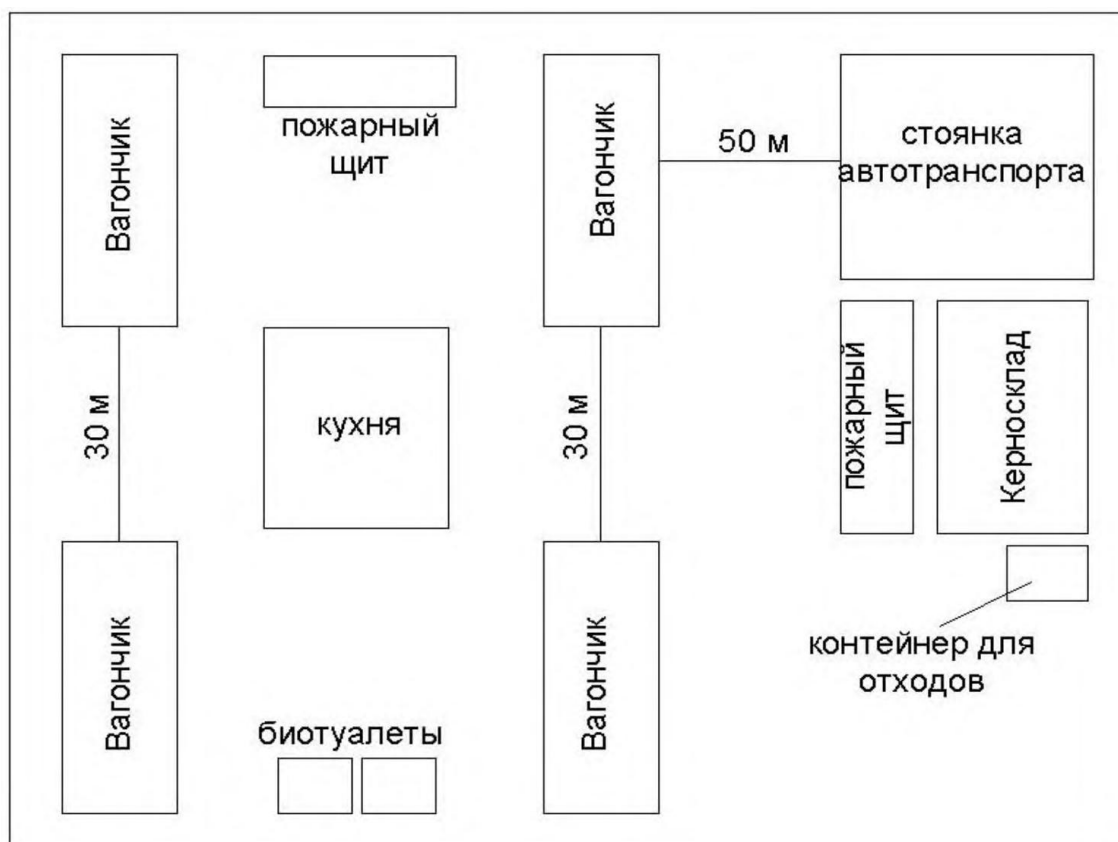 Вагончик
пожарный
щит
Вагончик
50 м
стоянка
автотранспорта
30 м
кухня
30 м
пожарный
щит
Керносклад
Вагончик
биотуалеты
Вагончик
контейнер для
отходов